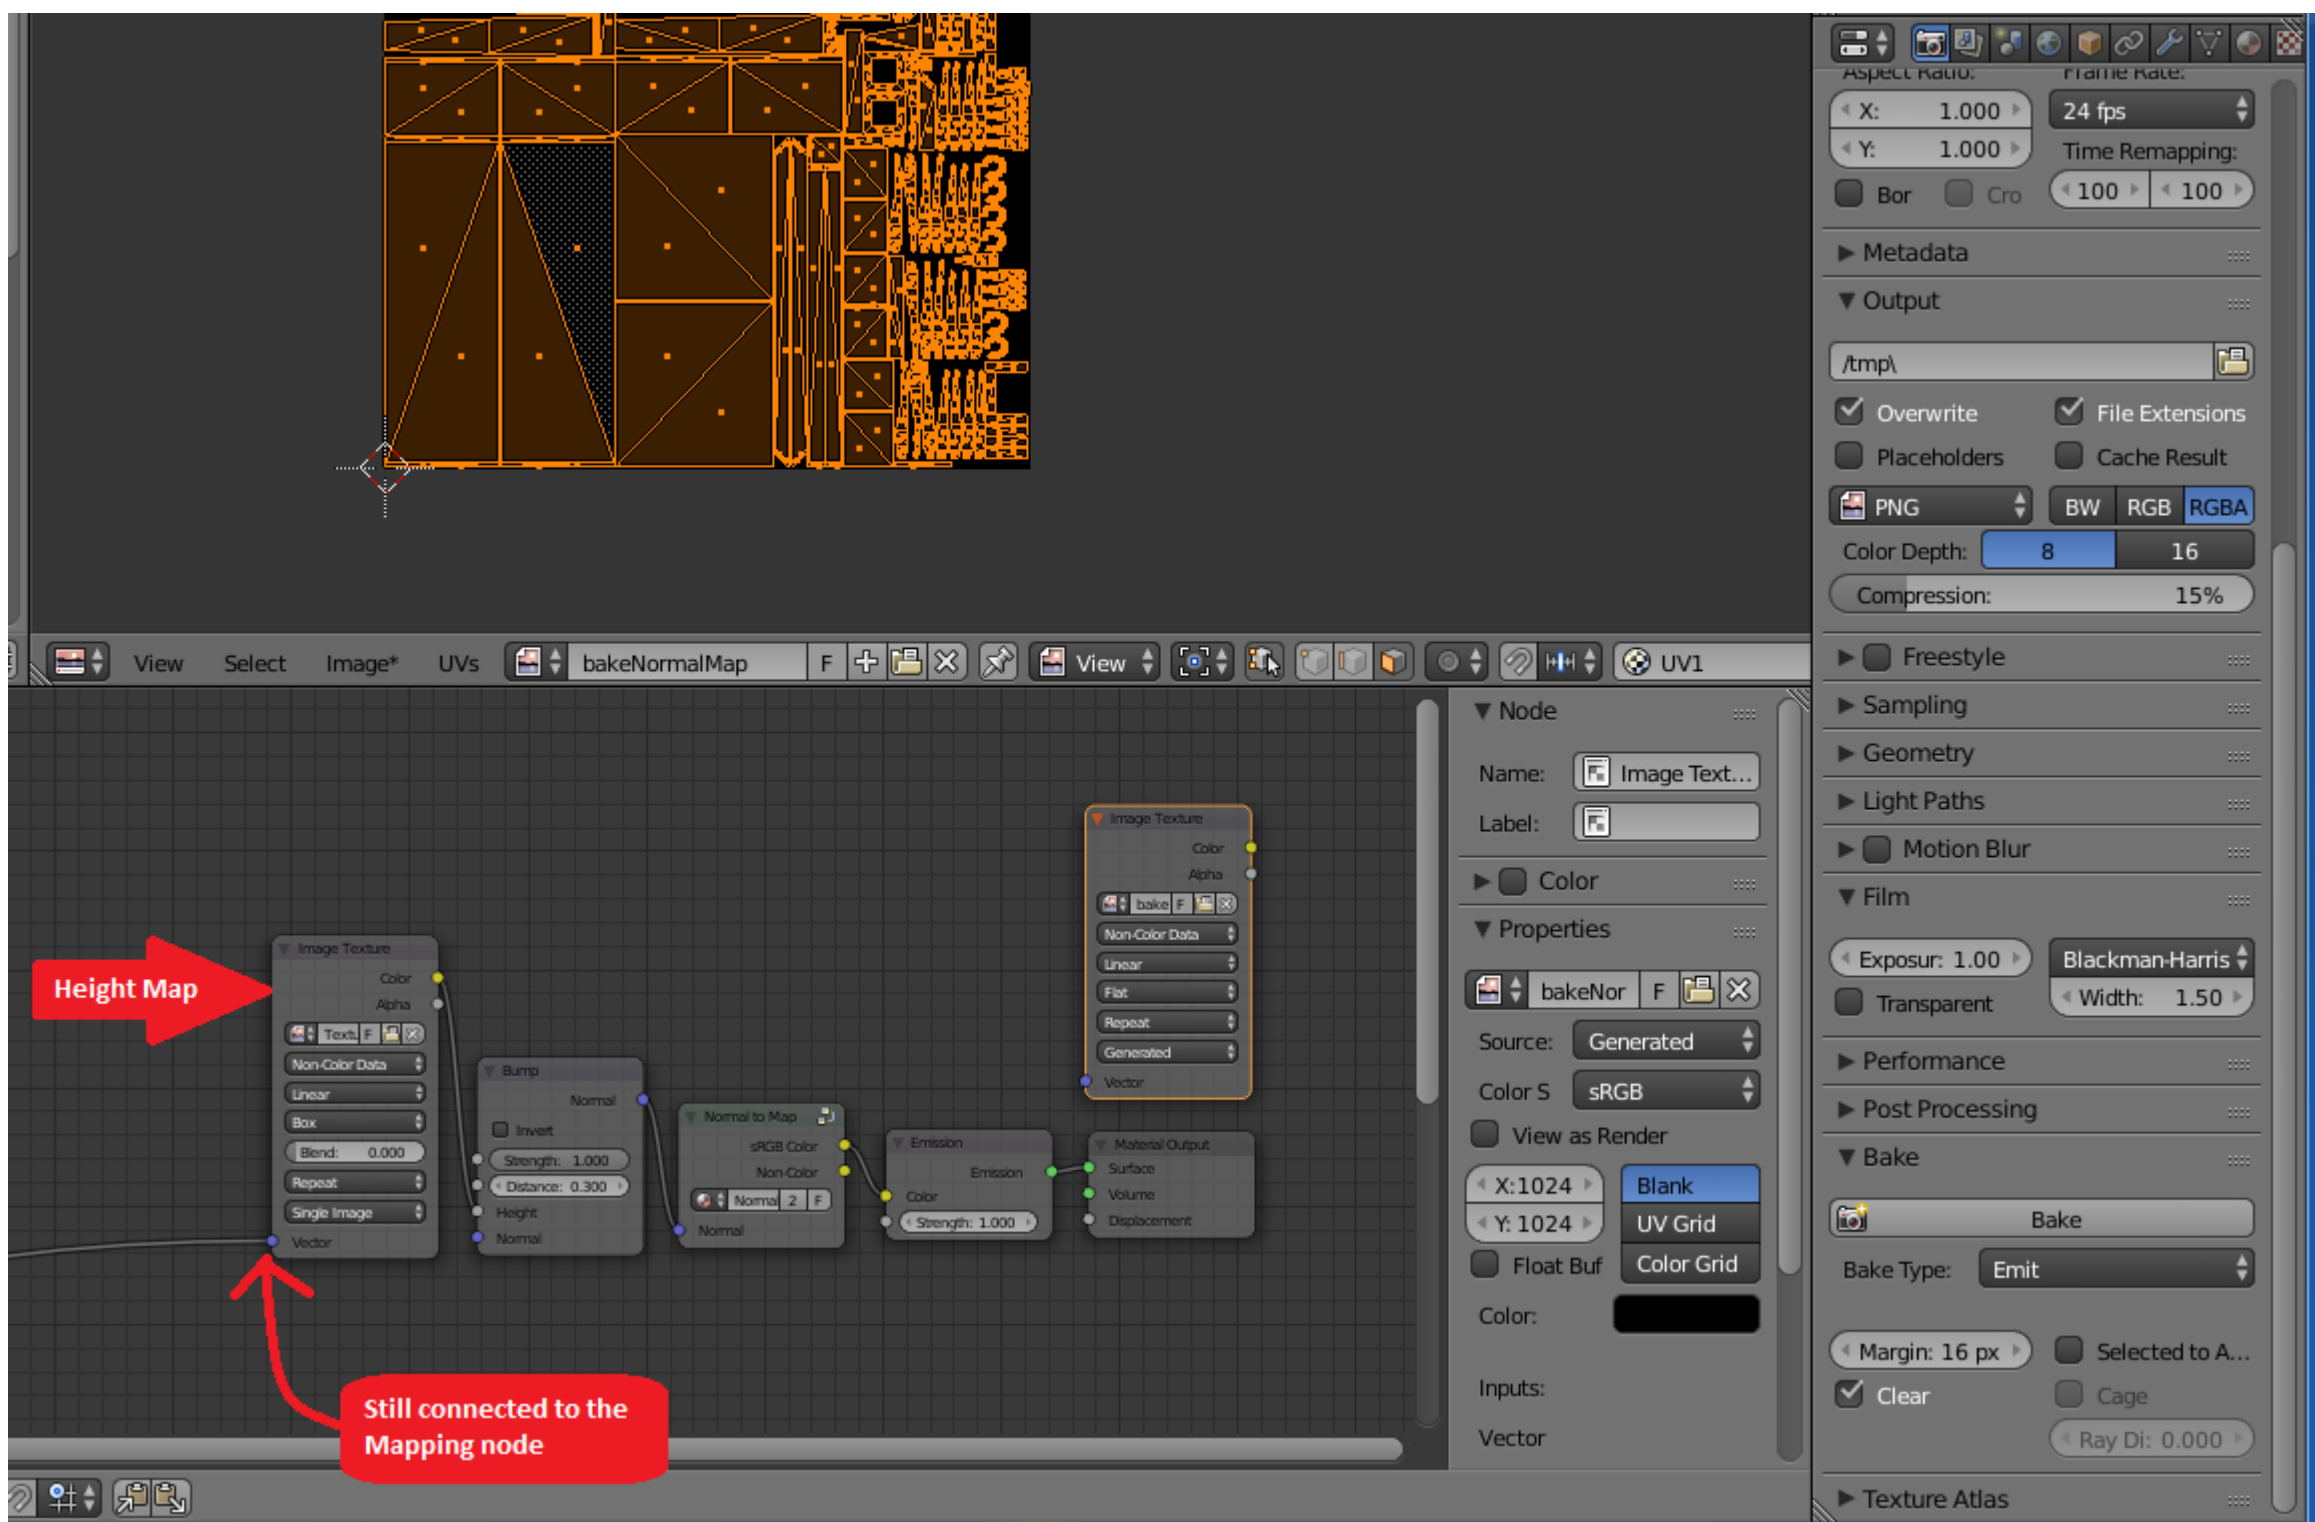 Aspect Ratio:
Frame Rate:
X: 1.000
24 fps
Y: 1.000
Time Remapping:
Bor
Cro
100
100
Metadata
Output
/tmp\
Overwrite
File Extensions
Placeholders
Cache Result
PNG
BW RGB RGBA
Color Depth: 8 16
Compression: 15%
Freestyle
Sampling
Geometry
Light Paths
Motion Blur
Film
Exposur: 1.00
Blackman-Harris
Transparent
Width: 1.50
Performance
Post Processing
Bake
Bake
Bake Type: Emit
Margin: 16 px
Selected to A...
Clear
Cage
Ray Di: 0.000
Texture Atlas
View Select Image* UVs bakeNormalMap F View UV1
Node
Name: Image Text...
Label:
Color
Properties
bakeNor F
Source: Generated
Color S sRGB
View as Render
X:1024
Blank
Y: 1024
UV Grid
Float Buf
Color Grid
Color:
Inputs:
Vector
Height Map
Image Texture
Color
Alpha
Text. F
Non-Color Data
Linear
Box
Blend: 0.000
Repeat
Single Image
Vector
Bump
Normal
Invert
Strength: 1.000
Distance: 0.300
Height
Normal
Normal to Map
sRGB Color
Non-Color
Normal 2 F
Normal
Emission
Emission
Color
Strength: 1.000
Image Texture
Color
Alpha
bake F
Non-Color Data
Linear
Flat
Repeat
Generated
Vector
Material Output
Surface
Volume
Displacement
Still connected to the
Mapping node